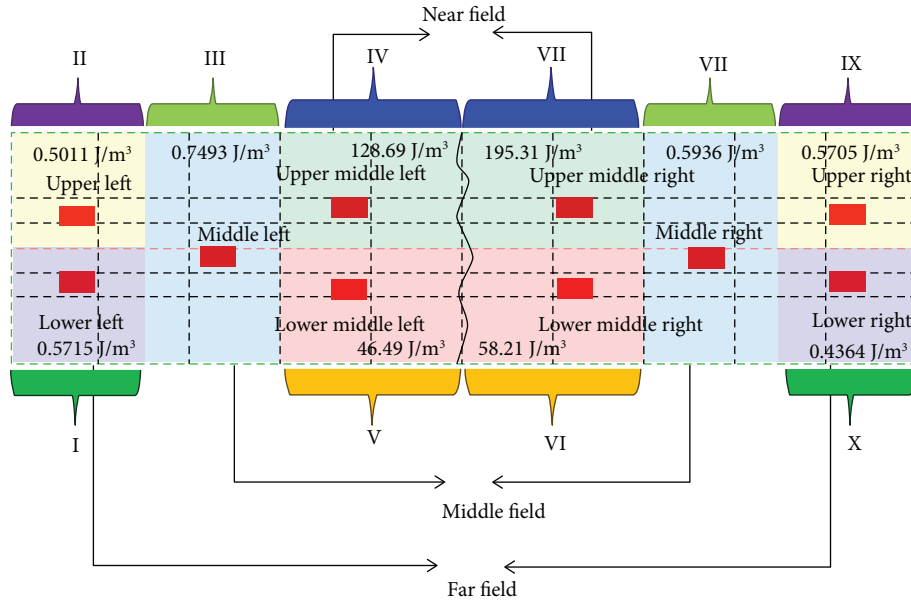 Near field
II III IV VII VII IX
0.5011 J/m³ 0.7493 J/m³ 128.69 J/m³ 195.31 J/m³ 0.5936 J/m³ 0.5705 J/m³
Upper left Upper middle left Upper middle right Upper right
Middle left Middle right
Lower left Lower middle left Lower middle right Lower right
0.5715 J/m³ 46.49 J/m³ 58.21 J/m³ 0.4364 J/m³
I V VI X
Middle field
Far field